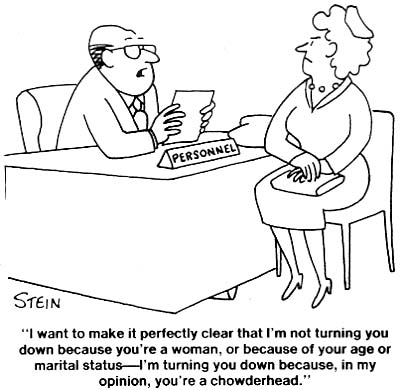 PERSONNEL
STEIN
"I want to make it perfectly clear that I'm not turning you
down because you're a woman, or because of your age or
marital status—I'm turning you down because, in my
opinion, you're a chowderhead."